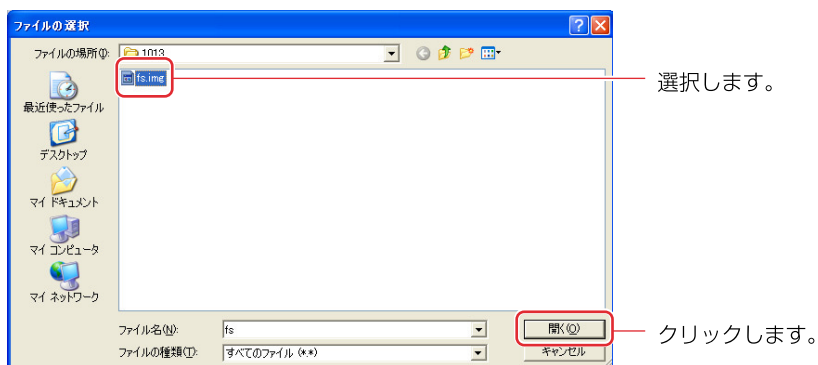 ファイルの選択
ファイルの場所(I):
1013
fs.img
選択します。
最近使ったファイル
デスクトップ
マイ ドキュメント
マイ コンピュータ
マイ ネットワーク
ファイル名(N):
fs
開く(O)
クリックします。
ファイルの種類(T):
すべてのファイル (*.*)
キャンセル